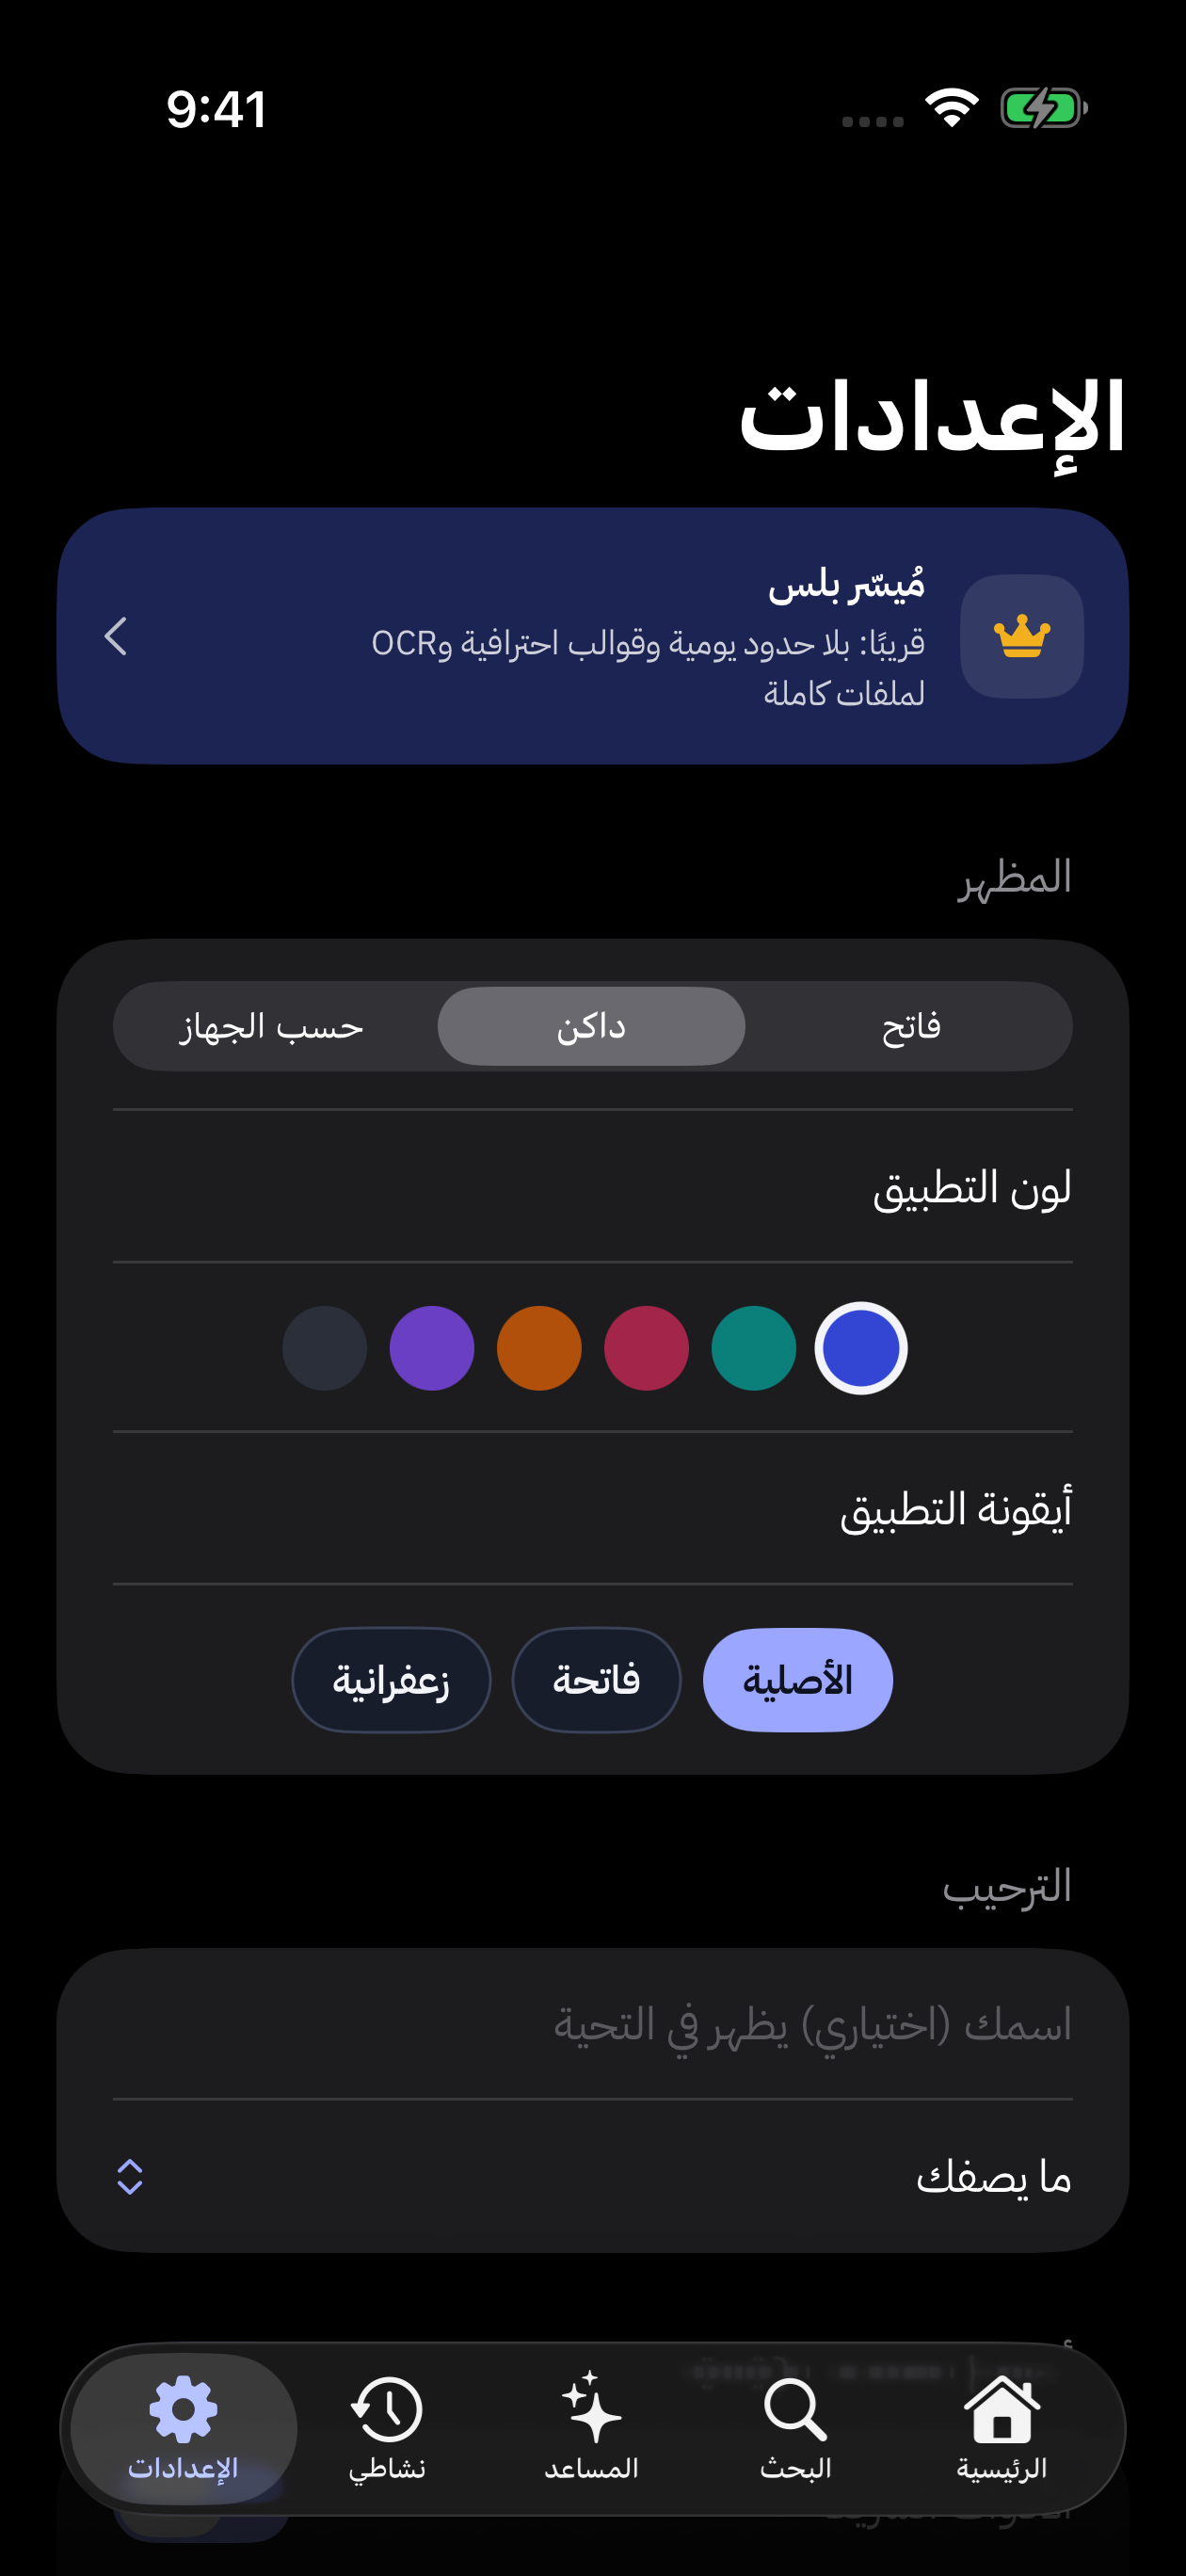 9:41
الإعدادات
مُيسّر بلس
قريبًا: بلا حدود يومية وقوالب احترافية وOCR
لملفات كاملة
المظهر
فاتح
داكن
حسب الجهاز
لون التطبيق
أيقونة التطبيق
الأصلية
فاتحة
زعفرانية
الترحيب
اسمك (اختياري) يظهر في التحية
ما يصفك
الرئيسية
البحث
المساعد
نشاطي
الإعدادات